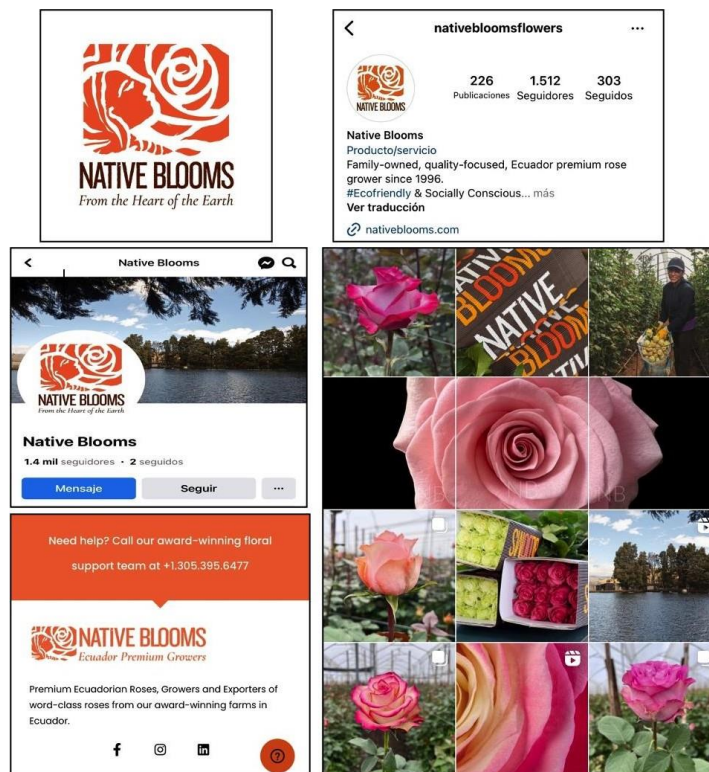 NATIVE BLOOMS
From the Heart of the Earth
nativebloomsflowers
226 1.512 303
Publicaciones Seguidores Seguidos
NATIVE BLOOMS
Native Blooms
Producto/servicio
Family-owned, quality-focused, Ecuador premium rose
grower since 1996.
#Ecofriendly & Socially Conscious... más
Ver traducción
nativeblooms.com
Native Blooms
NATIVE BLOOMS
From the Heart of the Earth
Native Blooms
1.4 mil seguidores • 2 seguidos
Mensaje Seguir
Need help? Call our award-winning floral
support team at +1.305.395.6477
NATIVE BLOOMS
Ecuador Premium Growers
Premium Ecuadorian Roses, Growers and Exporters of
word-class roses from our award-winning farms in
Ecuador.
NATIVE
BLOOMS
NATIVE
BLOOM
NB NB NB